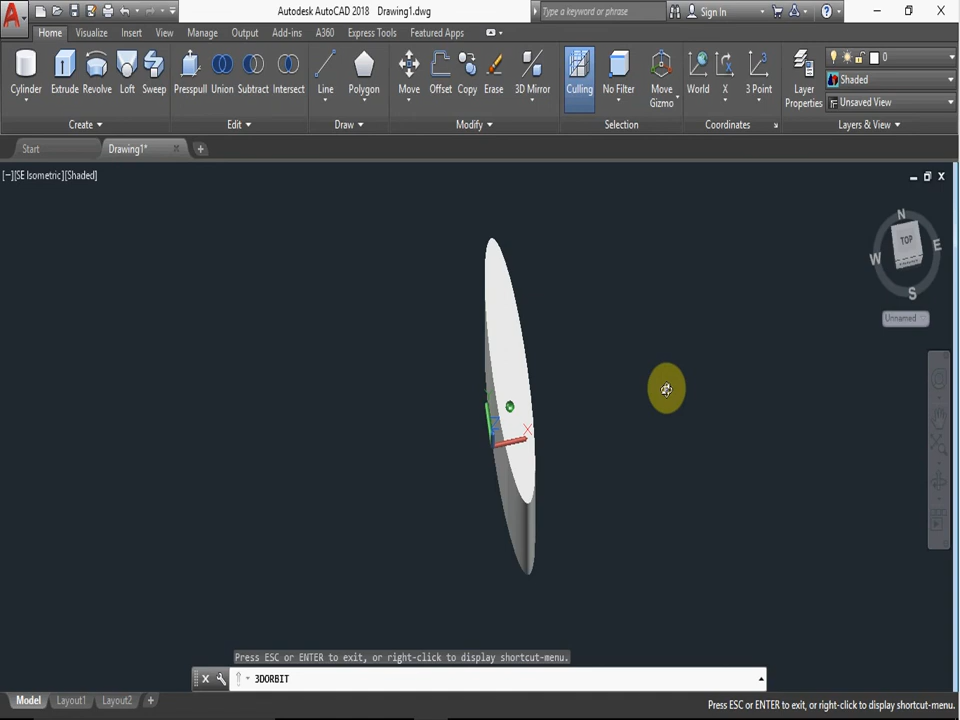 Autodesk AutoCAD 2018 Drawing1.dwg
Type a keyword or phrase
Sign In
Home Visualize Insert View Manage Output Add-ins A360 Express Tools Featured Apps
Cylinder Extrude Revolve Loft Sweep Presspull Union Subtract Intersect Line Polygon Move Offset Copy Erase 3D Mirror Culling No Filter Move Gizmo World X 3 Point Layer Properties
0
Shaded
Unsaved View
Create Edit Draw Modify Selection Coordinates Layers & View
Start Drawing1*
[−][SE Isometric][Shaded]
N
W TOP E
S
Unnamed
X
Press ESC or ENTER to exit, or right-click to display shortcut-menu.
3DORBIT
Model Layout1 Layout2
Press ESC or ENTER to exit, or right-click to display shortcut-menu.